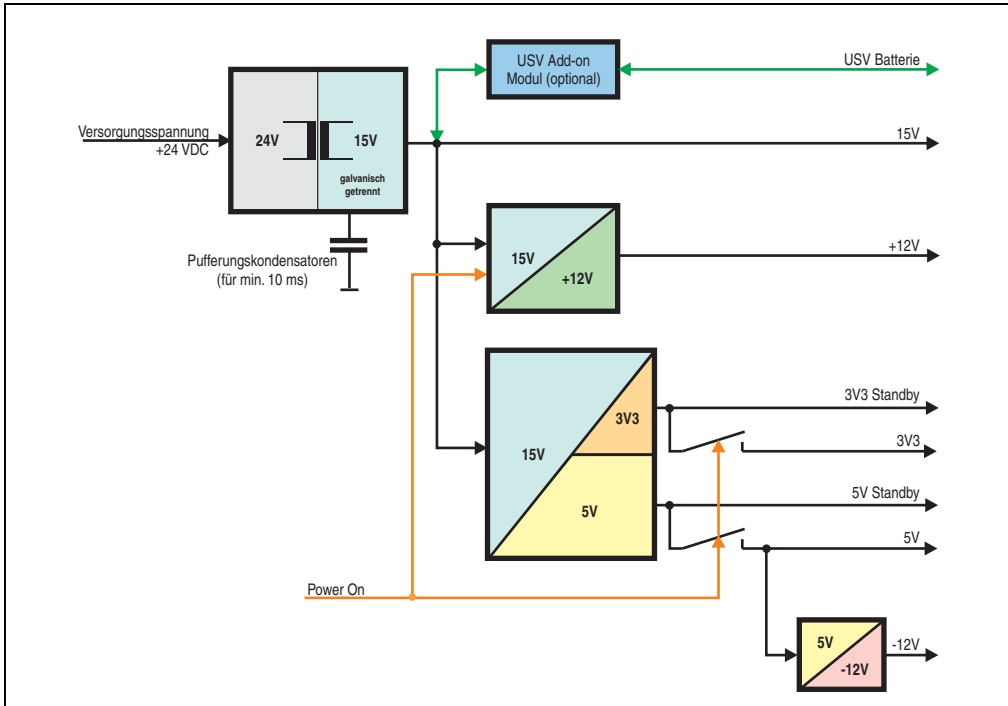 USV Add-on
Modul (optional)
USV Batterie
Versorgungsspannung
+24 VDC
24V
15V
galvanisch
getrennt
15V
Pufferungskondensatoren
(für min. 10 ms)
15V
+12V
+12V
15V
3V3
5V
3V3 Standby
3V3
5V Standby
5V
Power On
5V
-12V
-12V